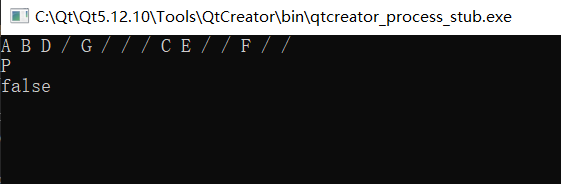 C:\Qt\Qt5.12.10\Tools\QtCreator\bin\qtcreator_process_stub.exe
A B D / G / / / C E / / F / /
P
false